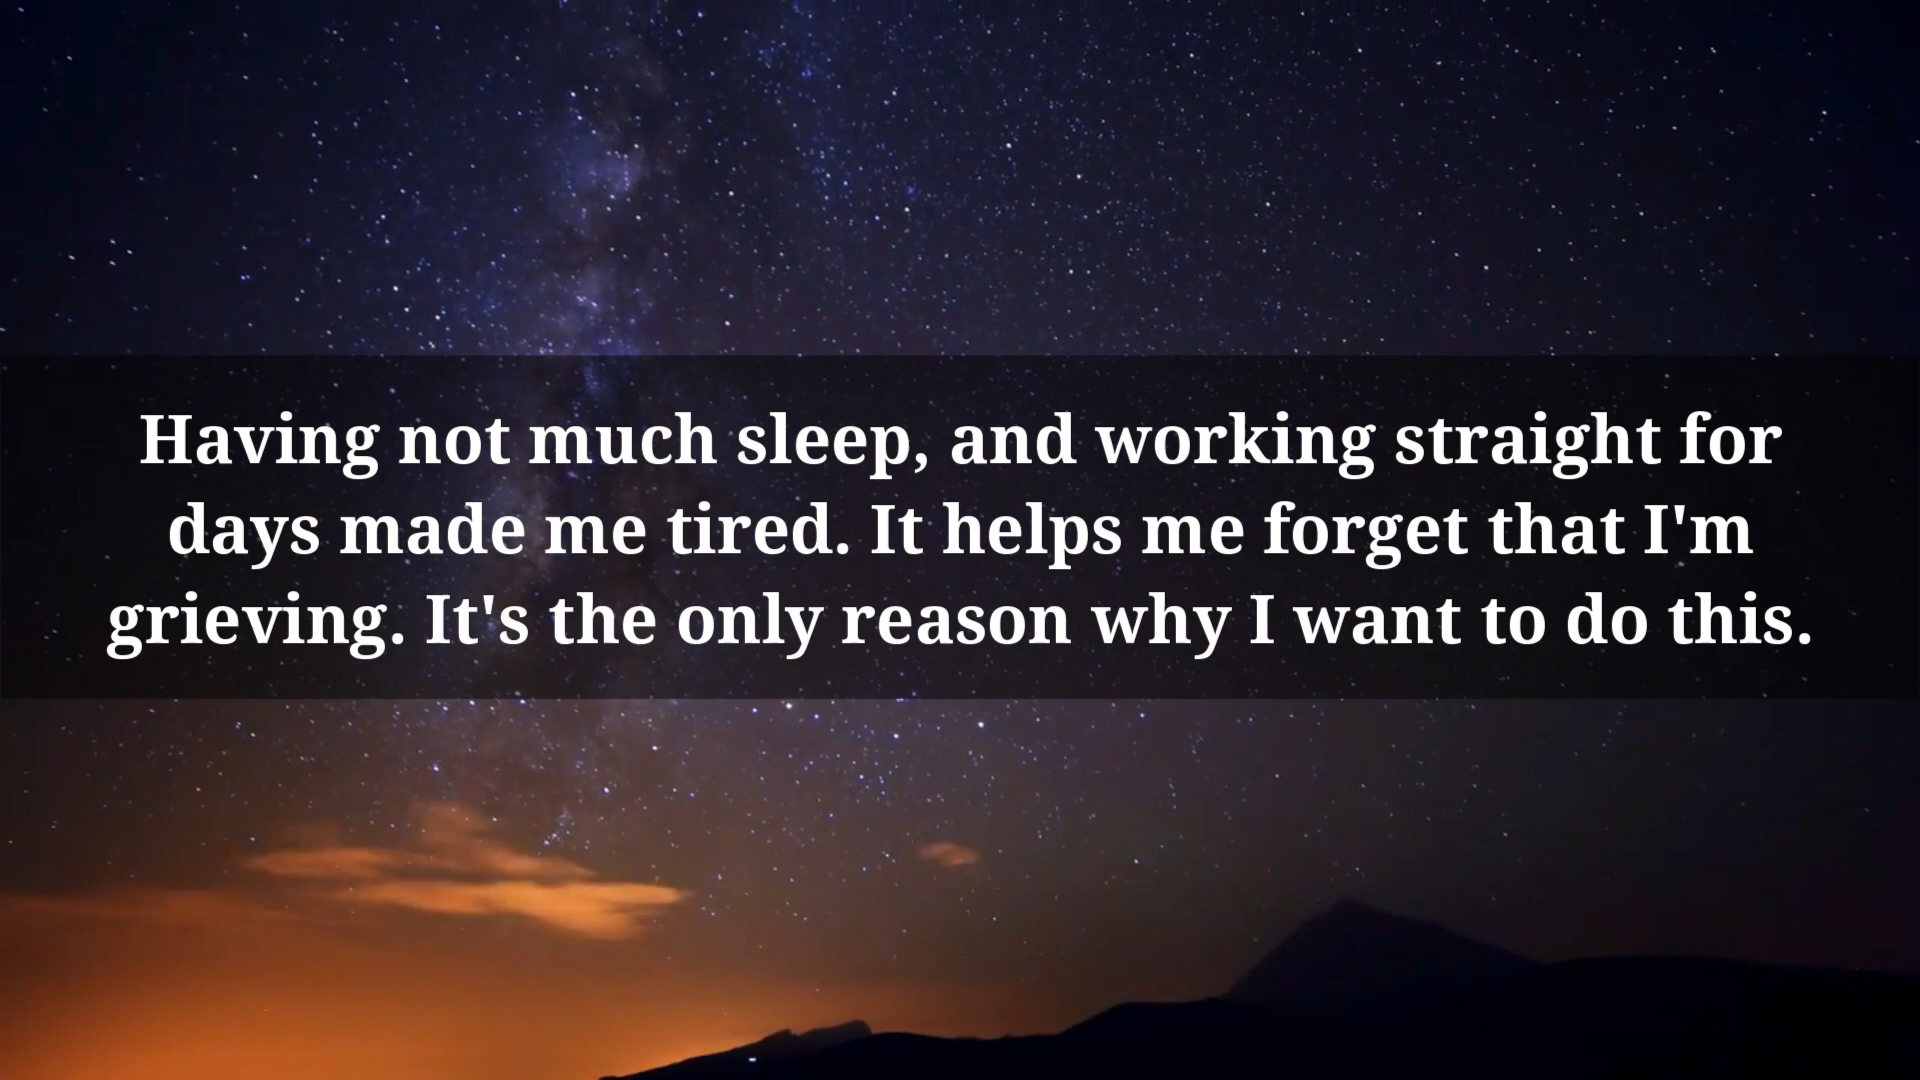 Having not much sleep, and working straight for
days made me tired. It helps me forget that I'm
grieving. It's the only reason why I want to do this.